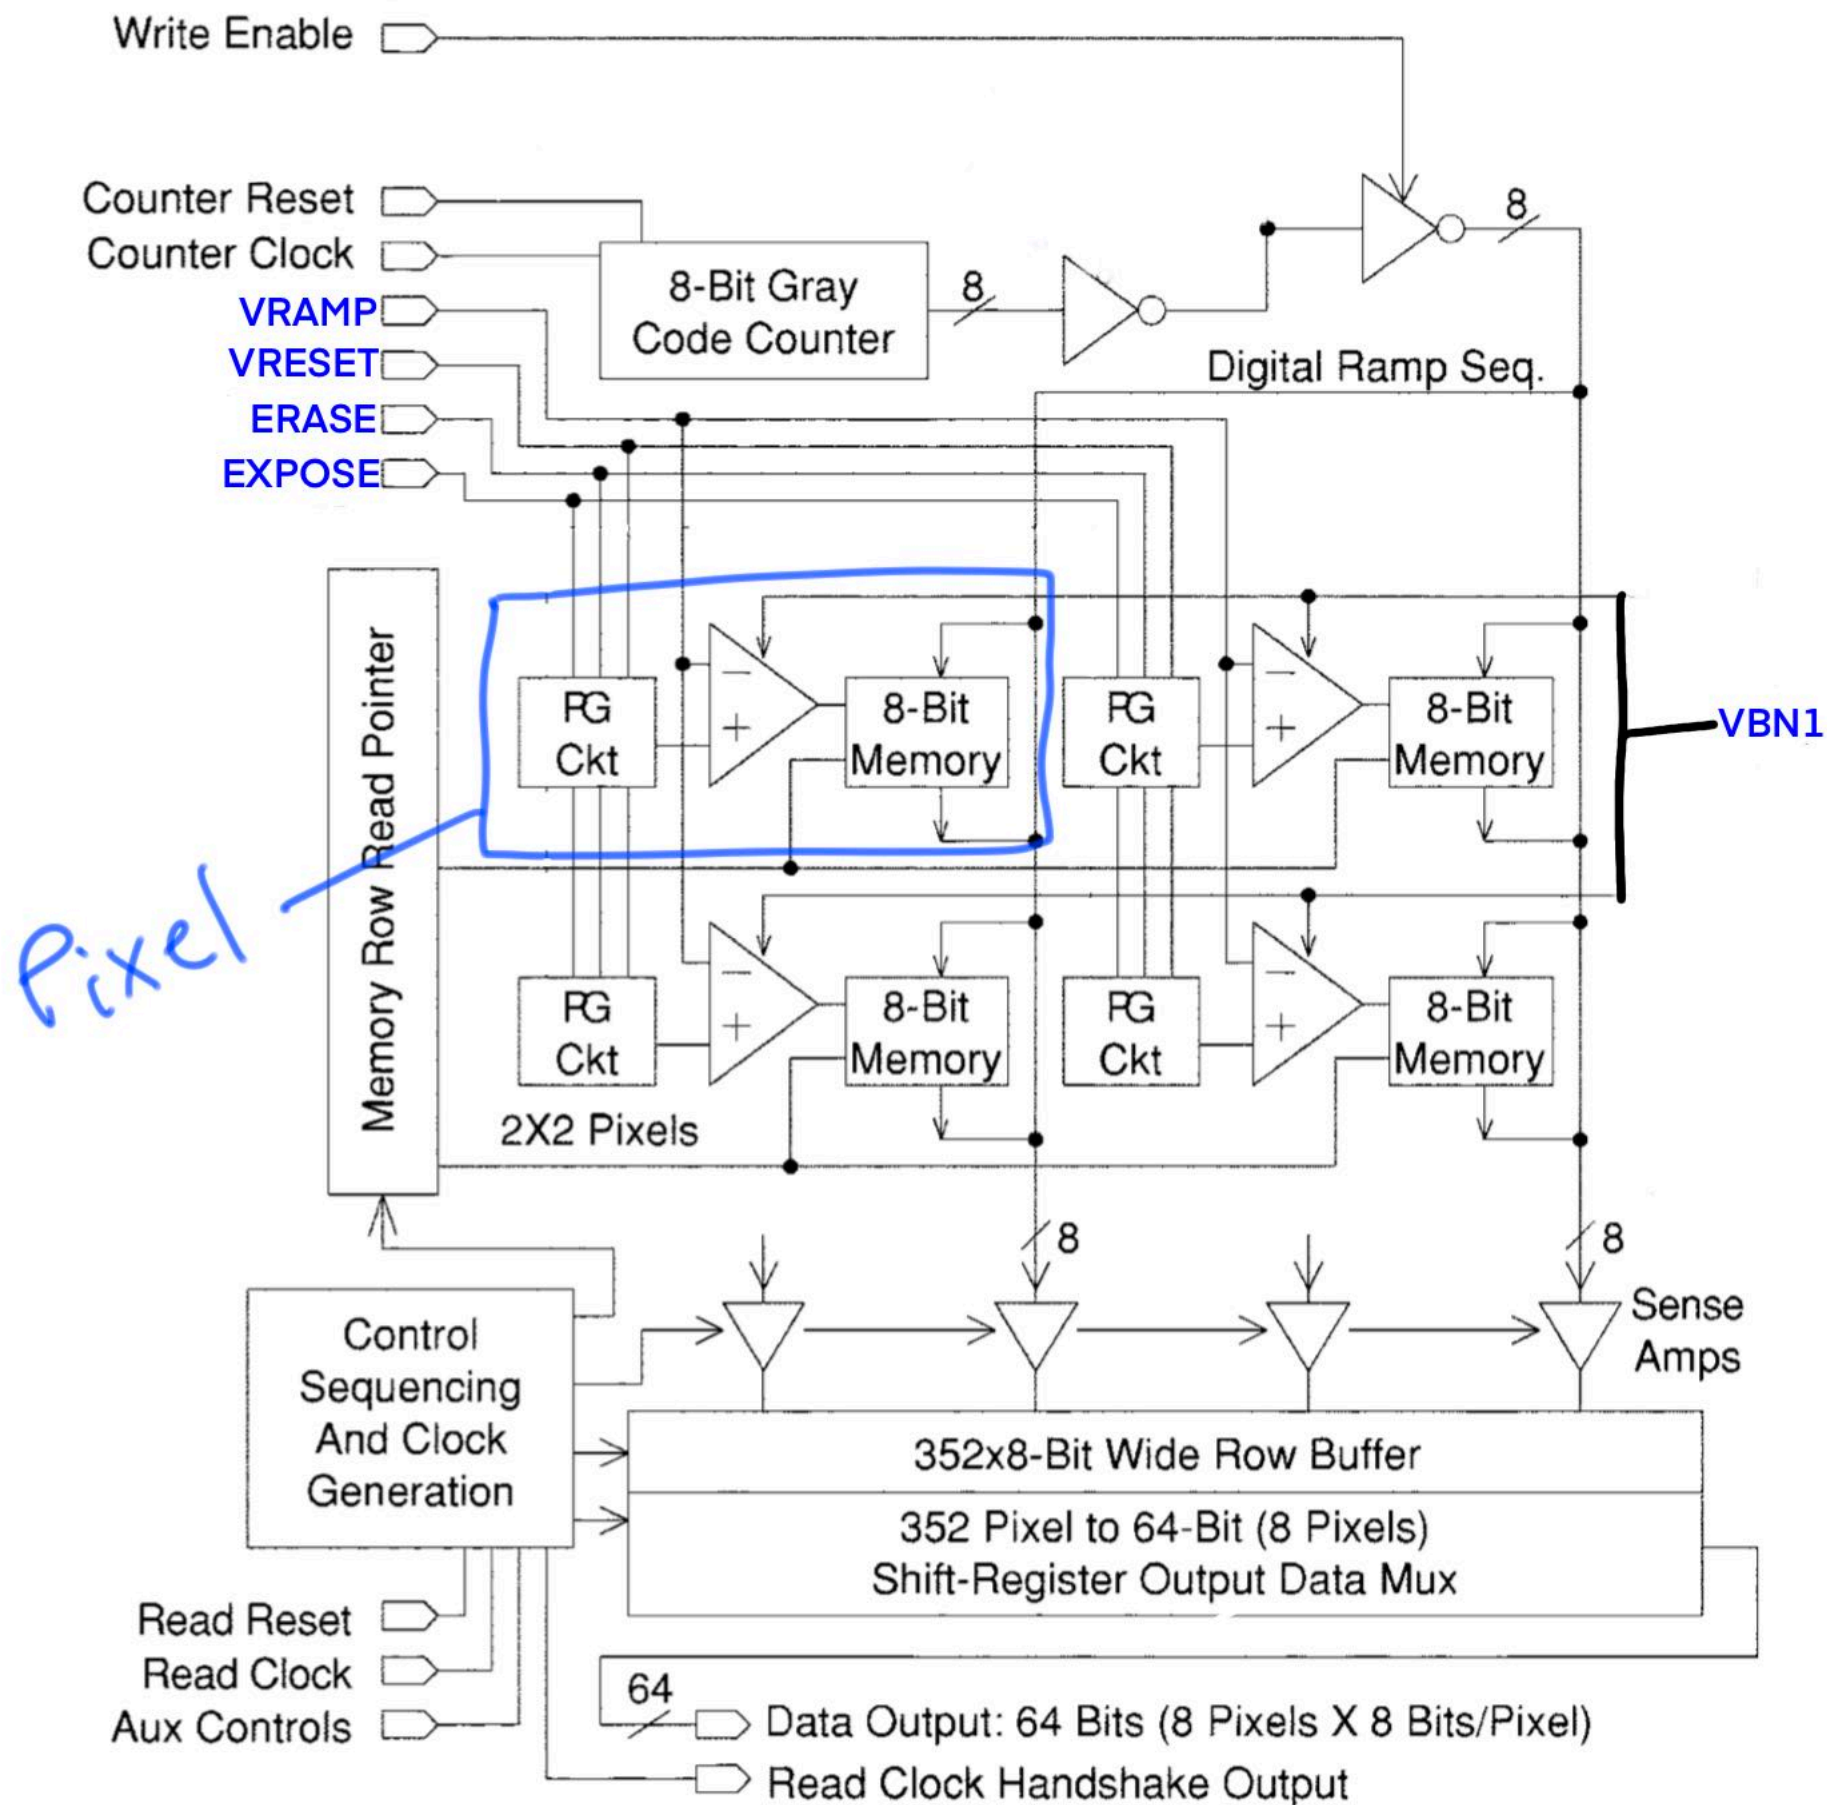 Write Enable
Counter Reset
8
Counter Clock
8-Bit Gray
Code Counter
8
VRAMP
VRESET
Digital Ramp Seq.
ERASE
EXPOSE
Memory Row Read Pointer
PG
Ckt
−
+
8-Bit
Memory
PG
Ckt
−
+
8-Bit
Memory
VBN1
Pixel
PG
Ckt
−
+
8-Bit
Memory
PG
Ckt
−
+
8-Bit
Memory
2X2 Pixels
8
8
Sense
Amps
Control
Sequencing
And Clock
Generation
352x8-Bit Wide Row Buffer
352 Pixel to 64-Bit (8 Pixels)
Shift-Register Output Data Mux
Read Reset
Read Clock
Aux Controls
64
Data Output: 64 Bits (8 Pixels X 8 Bits/Pixel)
Read Clock Handshake Output